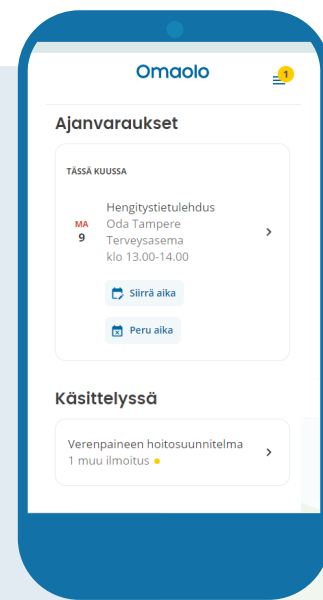 Omaolo
1
Ajanvaraukset
TÄSSÄ KUUSSA
Hengitystietulehdus
MA
Oda Tampere
9
Terveysasema
klo 13.00-14.00
Siirrä aika
Peru aika
Käsittelyssä
Verenpaineen hoitosuunnitelma
1 muu ilmoitus